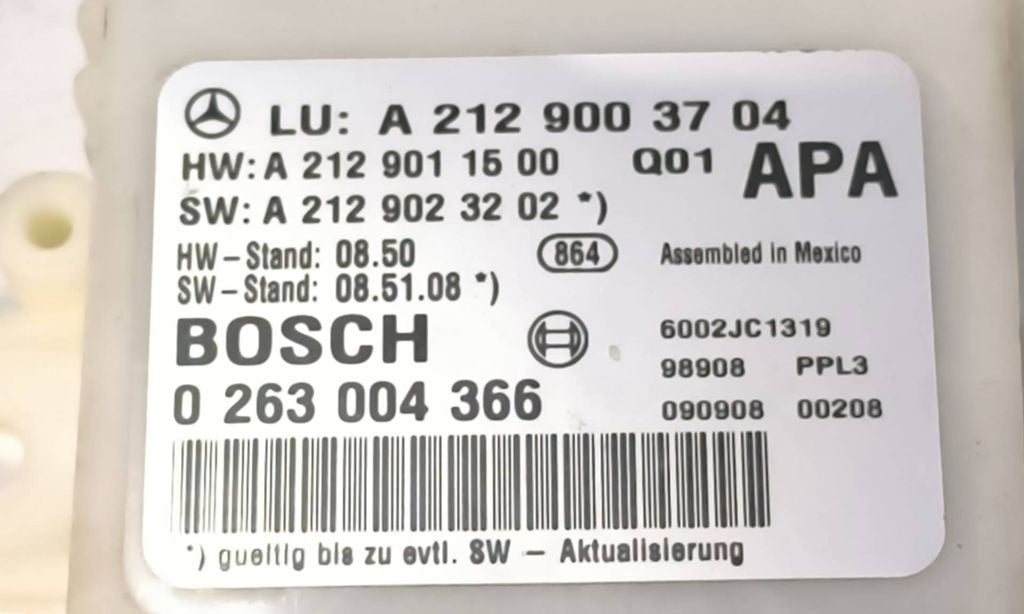 LU: A 212 900 37 04
HW: A 212 901 15 00 Q01 APA
SW: A 212 902 32 02 *)
HW-Stand: 08.50 864 Assembled in Mexico
SW-Stand: 08.51.08 *)
BOSCH 6002JC1319
98908 PPL3
0 263 004 366 090908 00208
*) gueltig bis zu evtl. SW - Aktualisierung